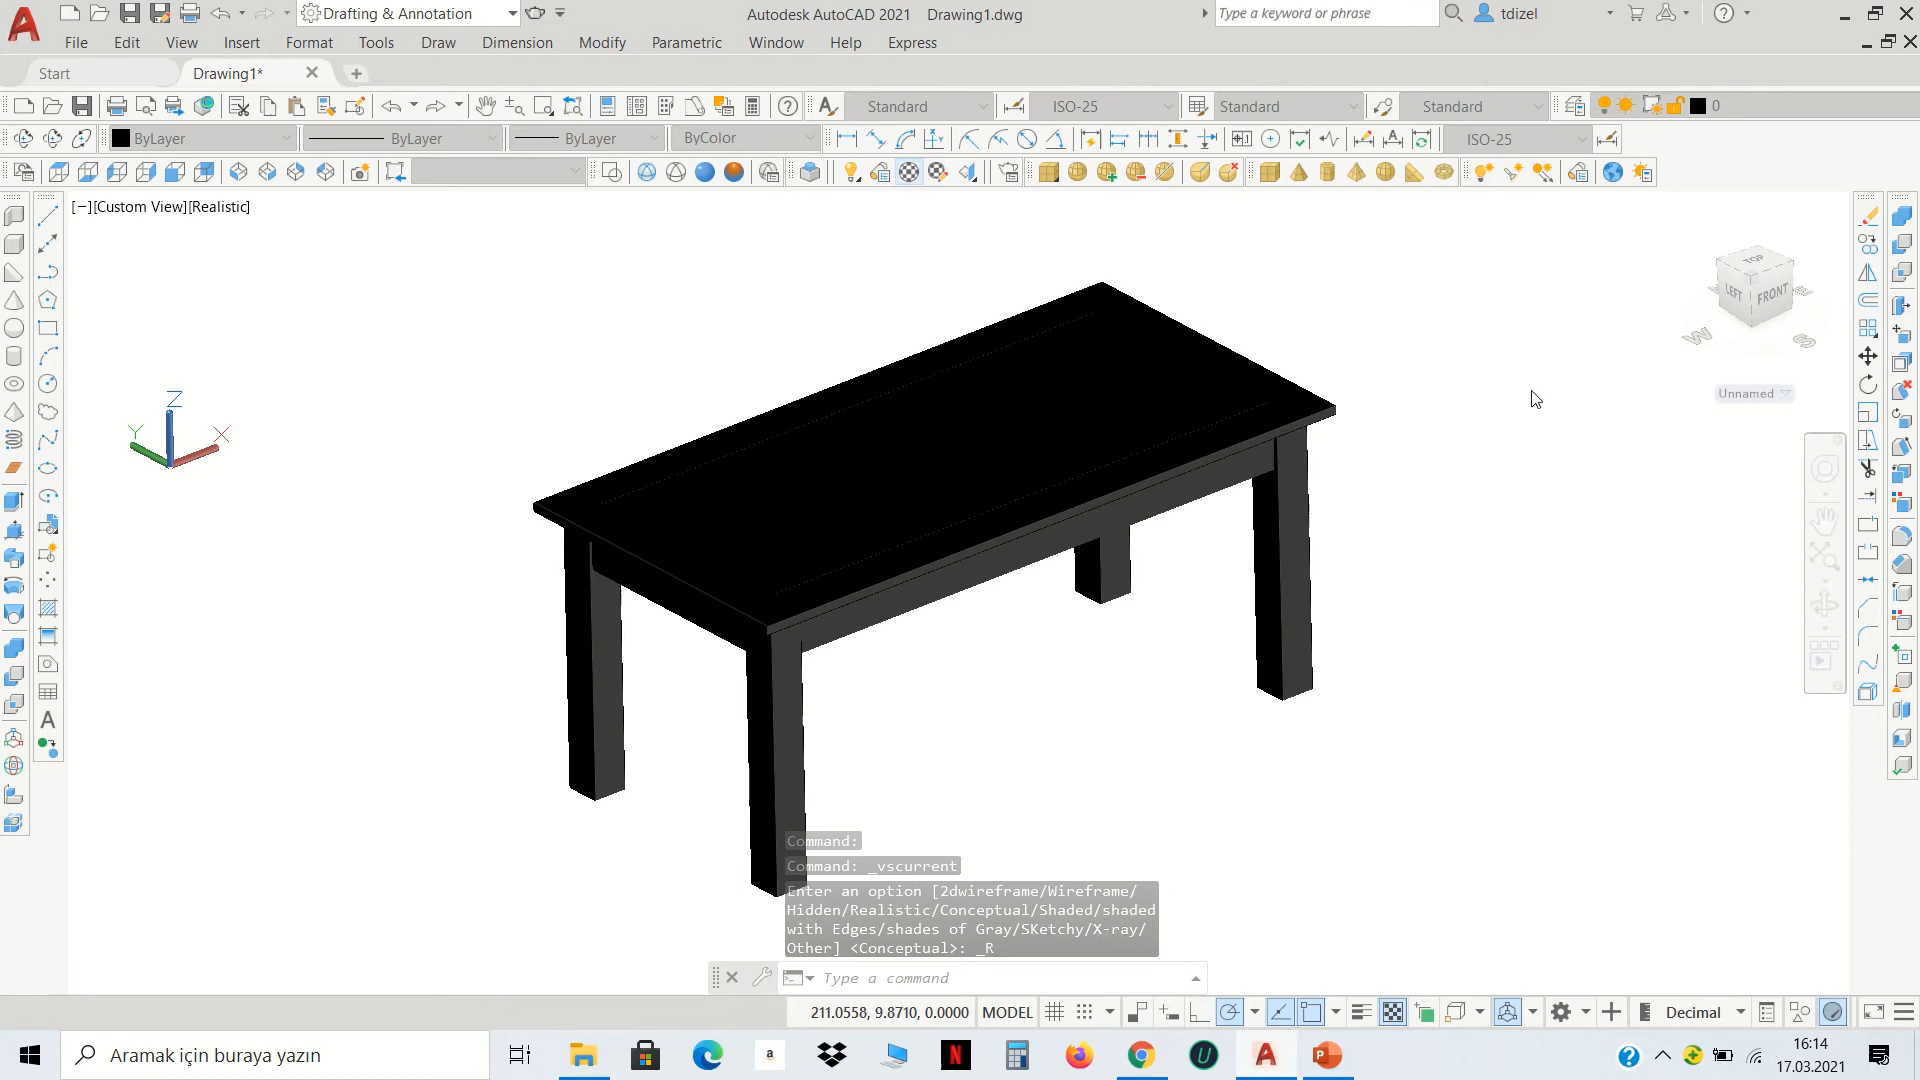 Drafting & Annotation
Autodesk AutoCAD 2021 Drawing1.dwg
Type a keyword or phrase
tdizel
File Edit View Insert Format Tools Draw Dimension Modify Parametric Window Help Express
Start
Drawing1*
Standard
ISO-25
Standard
Standard
0
ByLayer
ByLayer
ByLayer
ByColor
ISO-25
[−][Custom View][Realistic]
TOP
LEFT
FRONT
W
S
Unnamed
Z
Y
X
Command:
Command: _vscurrent
Enter an option [2dwireframe/Wireframe/
Hidden/Realistic/Conceptual/Shaded/shaded
with Edges/shades of Gray/SKetchy/X-ray/
Other] <Conceptual>: _R
Type a command
211.0558, 9.8710, 0.0000 MODEL
Decimal
Aramak için buraya yazın
16:14
17.03.2021